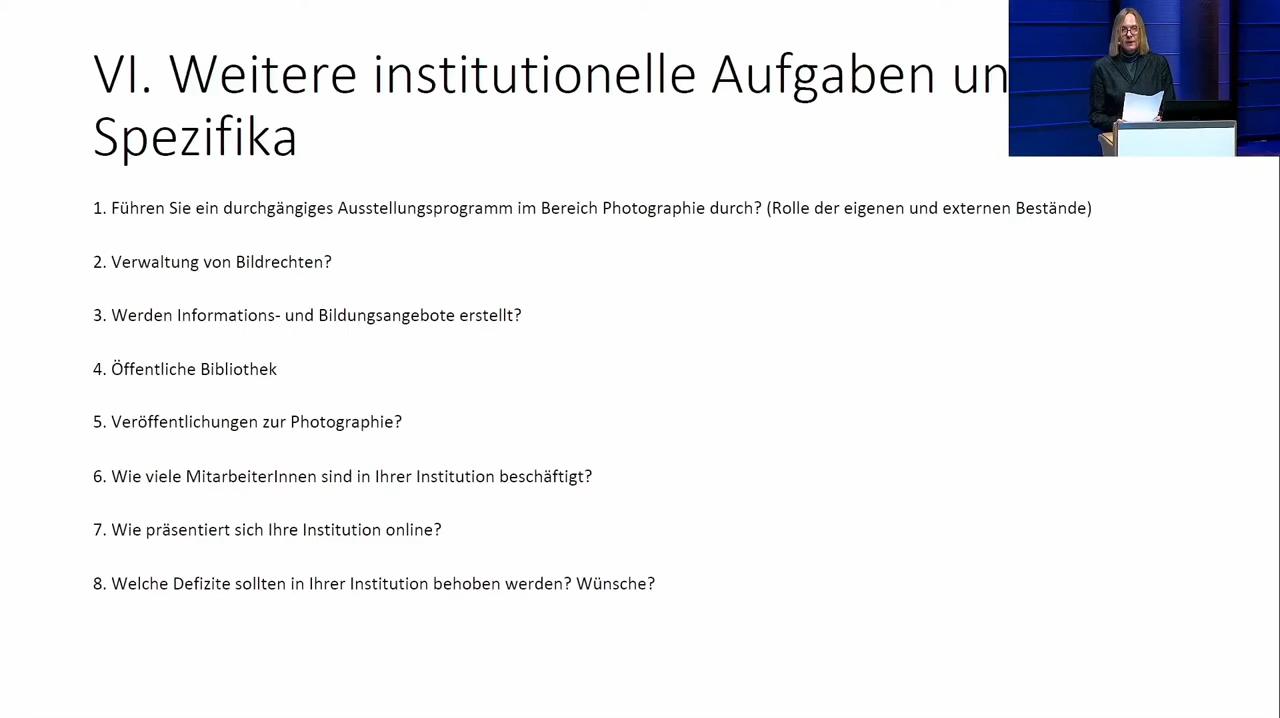 VI. Weitere institutionelle Aufgaben un
Spezifika
1. Führen Sie ein durchgängiges Ausstellungsprogramm im Bereich Photographie durch? (Rolle der eigenen und externen Bestände)
2. Verwaltung von Bildrechten?
3. Werden Informations- und Bildungsangebote erstellt?
4. Öffentliche Bibliothek
5. Veröffentlichungen zur Photographie?
6. Wie viele MitarbeiterInnen sind in Ihrer Institution beschäftigt?
7. Wie präsentiert sich Ihre Institution online?
8. Welche Defizite sollten in Ihrer Institution behoben werden? Wünsche?